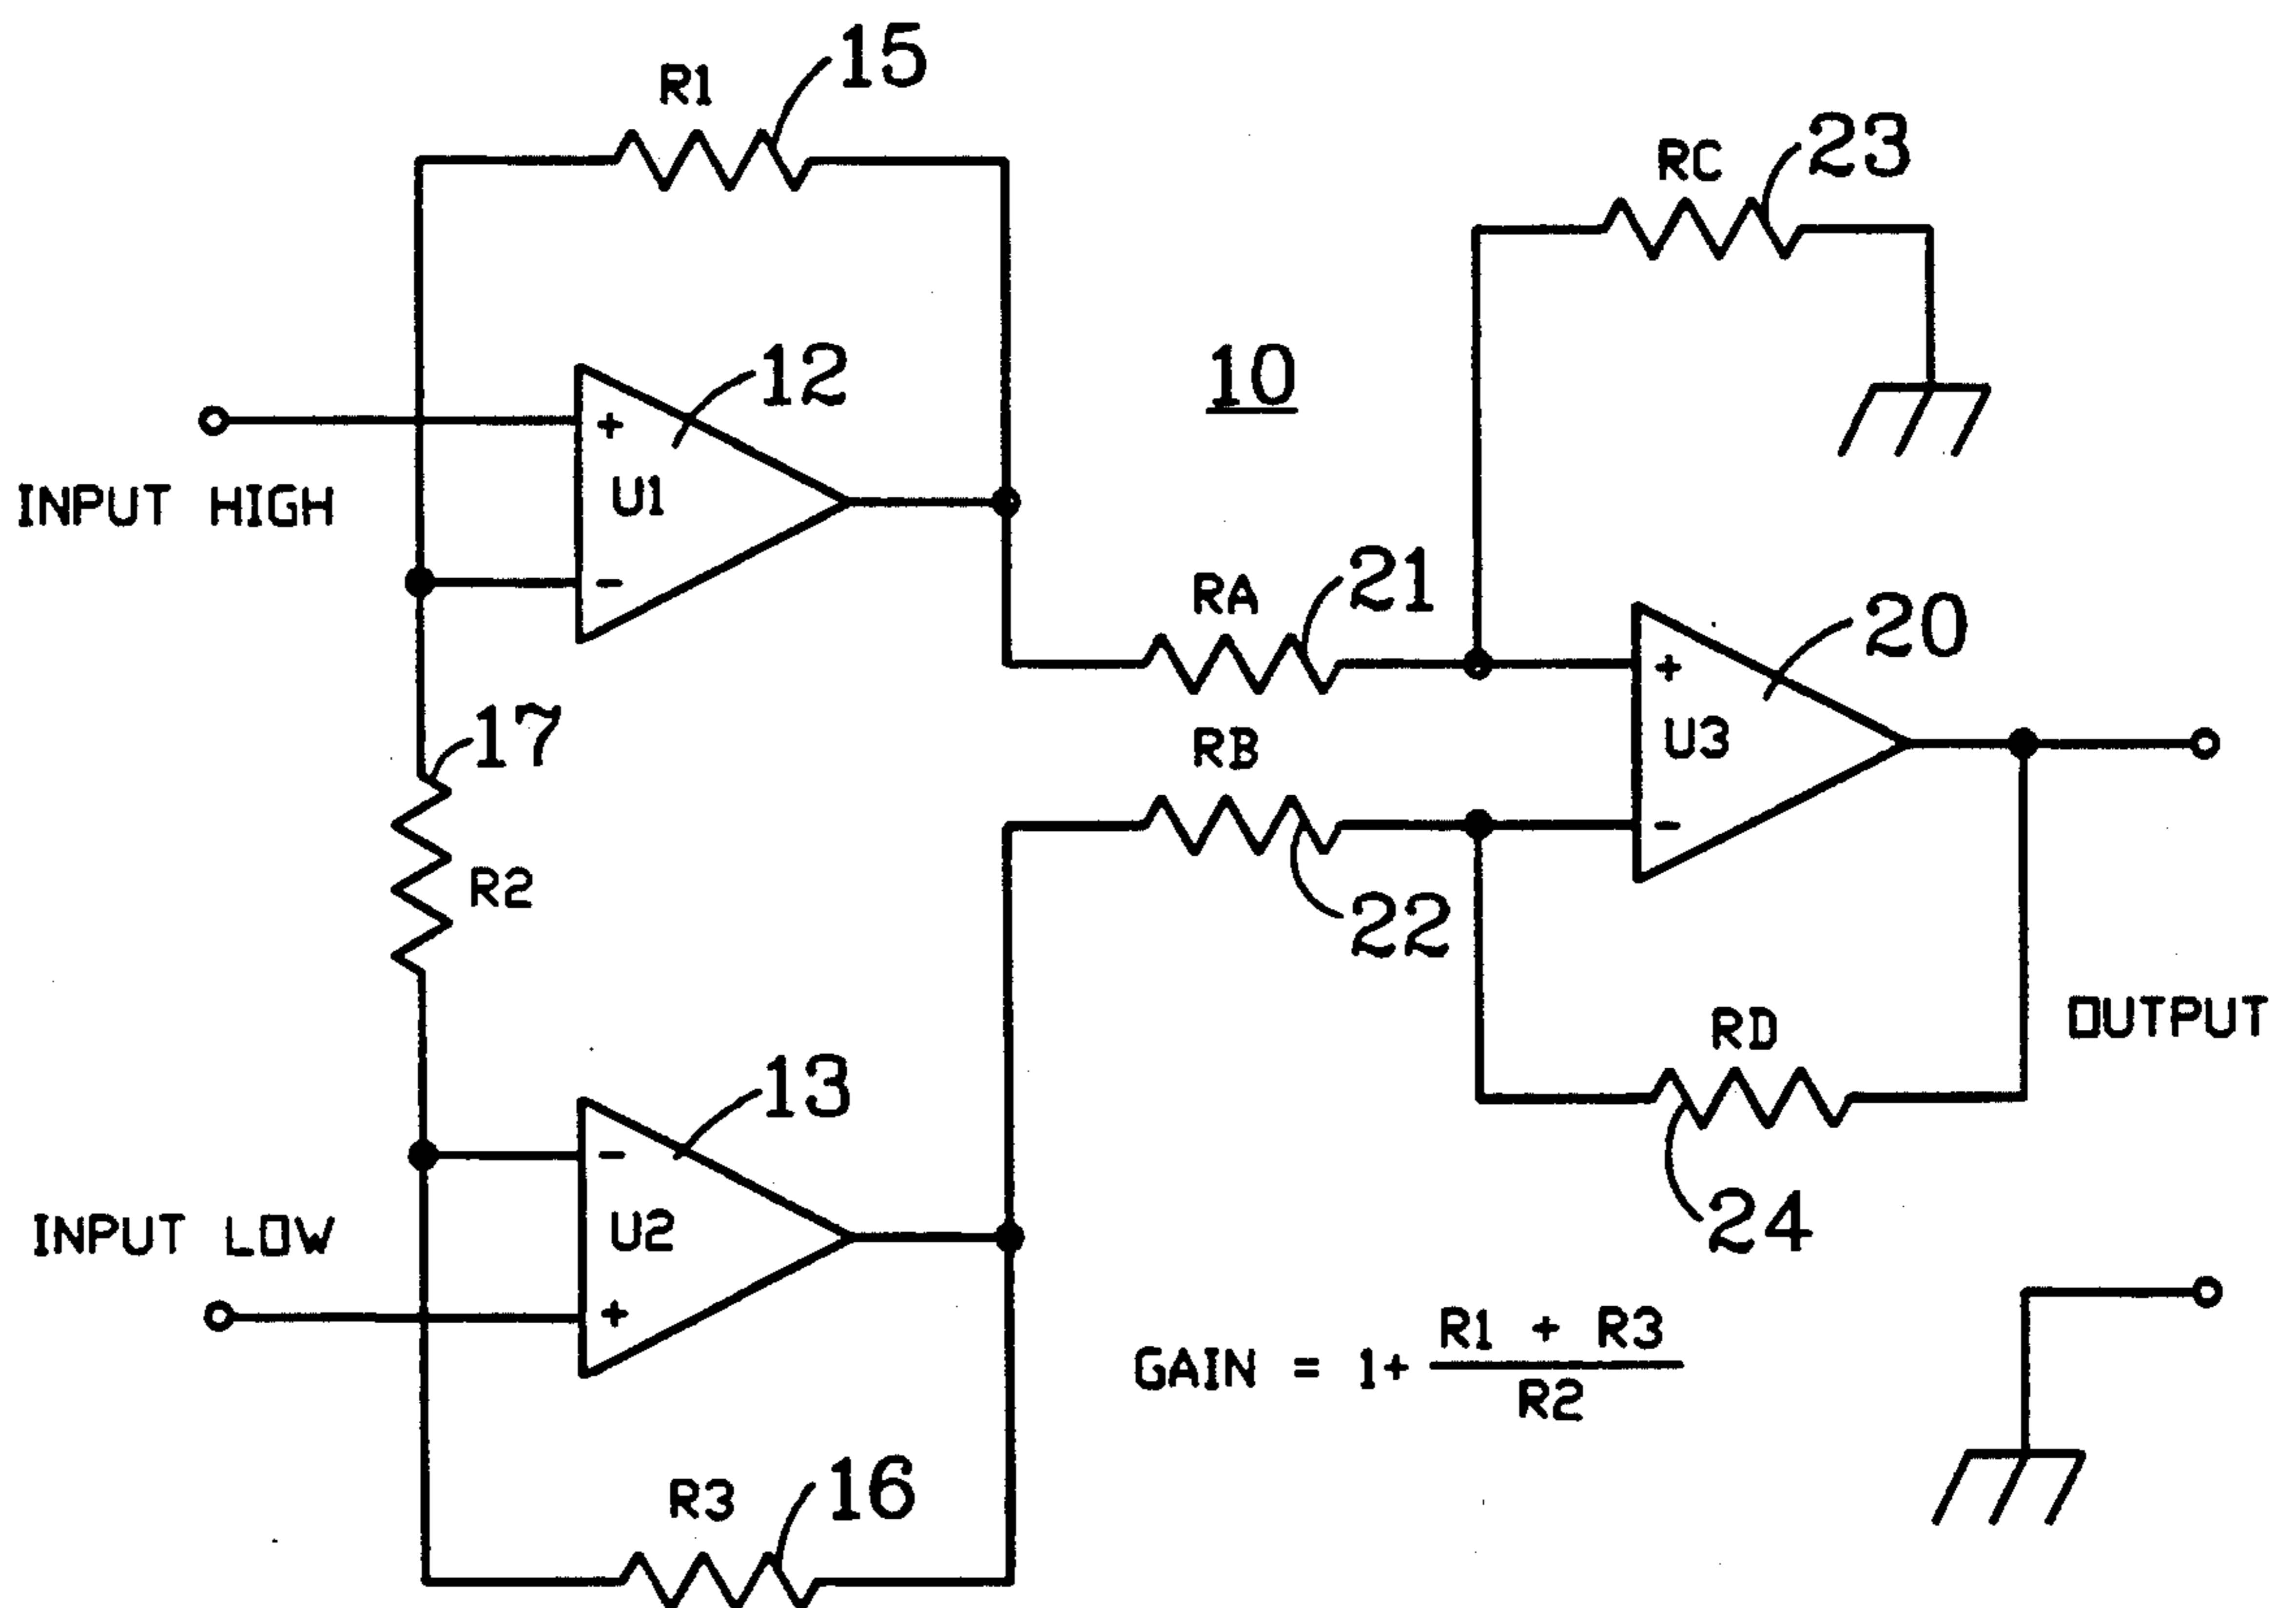 R1
15
RC
23
12
10
+
U1
-
INPUT HIGH
RA
21
20
+
U3
-
17
RB
R2
22
13
RD
OUTPUT
-
U2
+
INPUT LOW
24
GAIN = 1+ R1 + R3
R2
R3
16